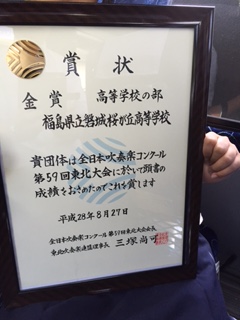 賞状
金賞 高等学校の部
福島県立磐城桜が丘高等学校
貴団体は全日本吹奏楽コンクール
第59回東北大会に於いて頭書の
成績をおさめたのでこれを賞します
平成28年8月27日
全日本吹奏楽コンクール第59回東北大会会長
東北吹奏楽連盟理事長 三塚尚可